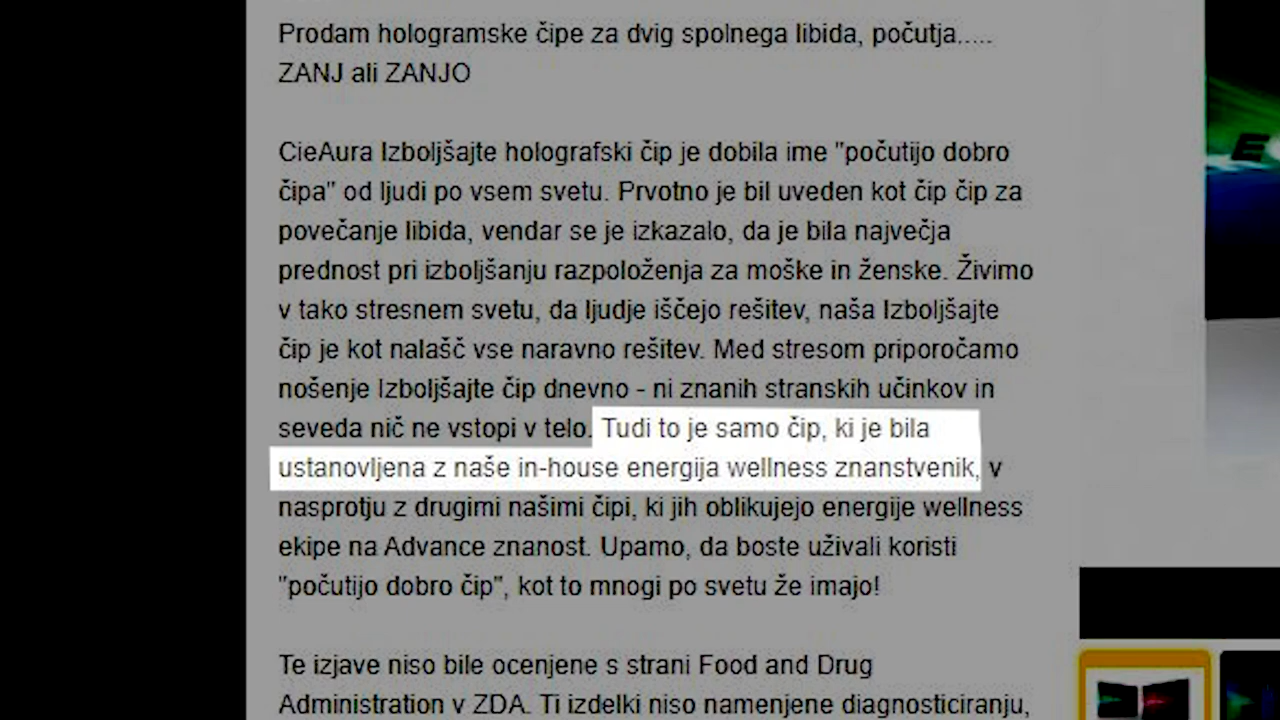 Prodam hologramske čipe za dvig spolnega libida, počutja.....
ZANJ ali ZANJO
CieAura Izboljšajte holografski čip je dobila ime "počutijo dobro
čipa" od ljudi po vsem svetu. Prvotno je bil uveden kot čip čip za
povečanje libida, vendar se je izkazalo, da je bila največja
prednost pri izboljšanju razpoloženja za moške in ženske. Živimo
v tako stresnem svetu, da ljudje iščejo rešitev, naša Izboljšajte
čip je kot nalašč vse naravno rešitev. Med stresom priporočamo
nošenje Izboljšajte čip dnevno - ni znanih stranskih učinkov in
seveda nič ne vstopi v telo. Tudi to je samo čip, ki je bila
ustanovljena z naše in-house energija wellness znanstvenik, v
nasprotju z drugimi našimi čipi, ki jih oblikujejo energije wellness
ekipe na Advance znanost. Upamo, da boste uživali koristi
"počutijo dobro čip", kot to mnogi po svetu že imajo!
Te izjave niso bile ocenjene s strani Food and Drug
Administration v ZDA. Ti izdelki niso namenjene diagnosticiranju,